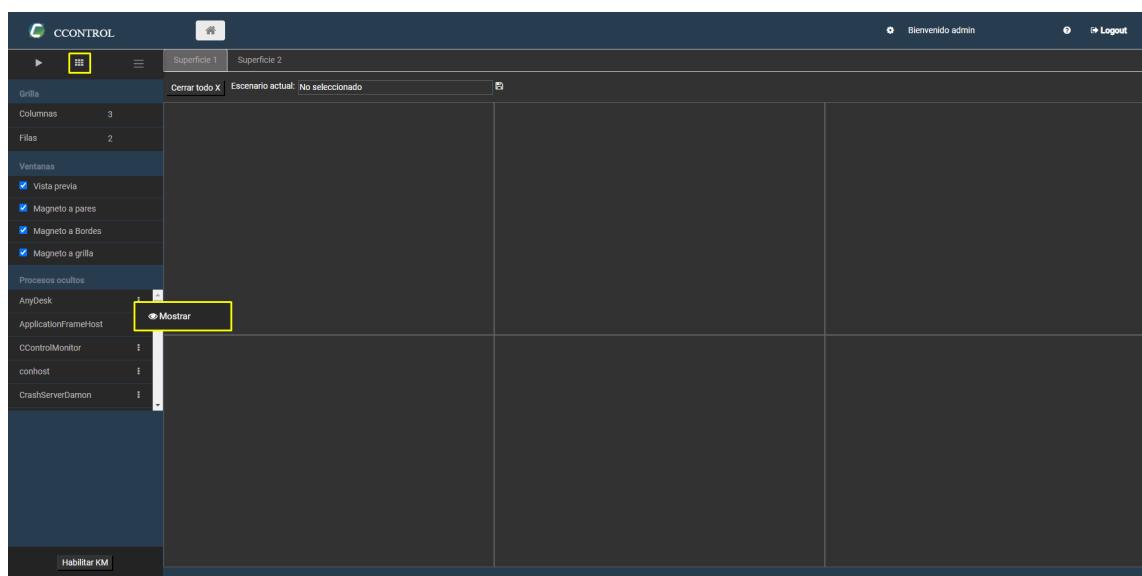 CCONTROL
Bienvenido admin
Logout
Superficie 1
Superficie 2
Grilla
Cerrar todo X
Escenario actual:
No seleccionado
Columnas 3
Filas 2
Ventanas
Vista previa
Magneto a pares
Magneto a Bordes
Magneto a grilla
Procesos ocultos
AnyDesk
Mostrar
ApplicationFrameHost
CControlMonitor
conhost
CrashServerDamon
Habilitar KM